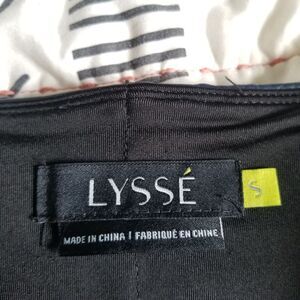 LYSSÉ
S
MADE IN CHINA | FABRIQUÉ EN CHINE